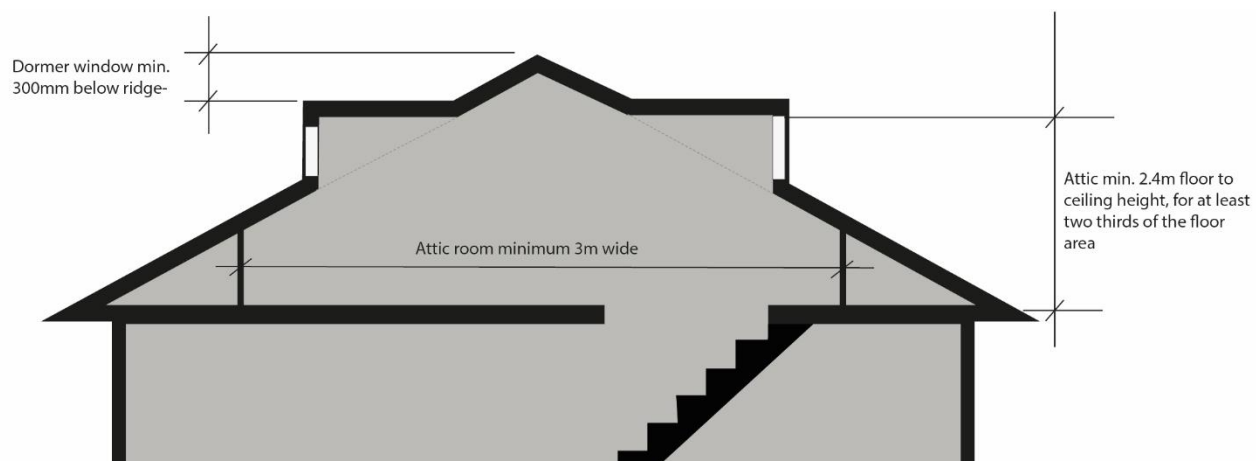 Dormer window min.
300mm below ridge-
Attic min. 2.4m floor to
ceiling height, for at least
two thirds of the floor
area
Attic room minimum 3m wide